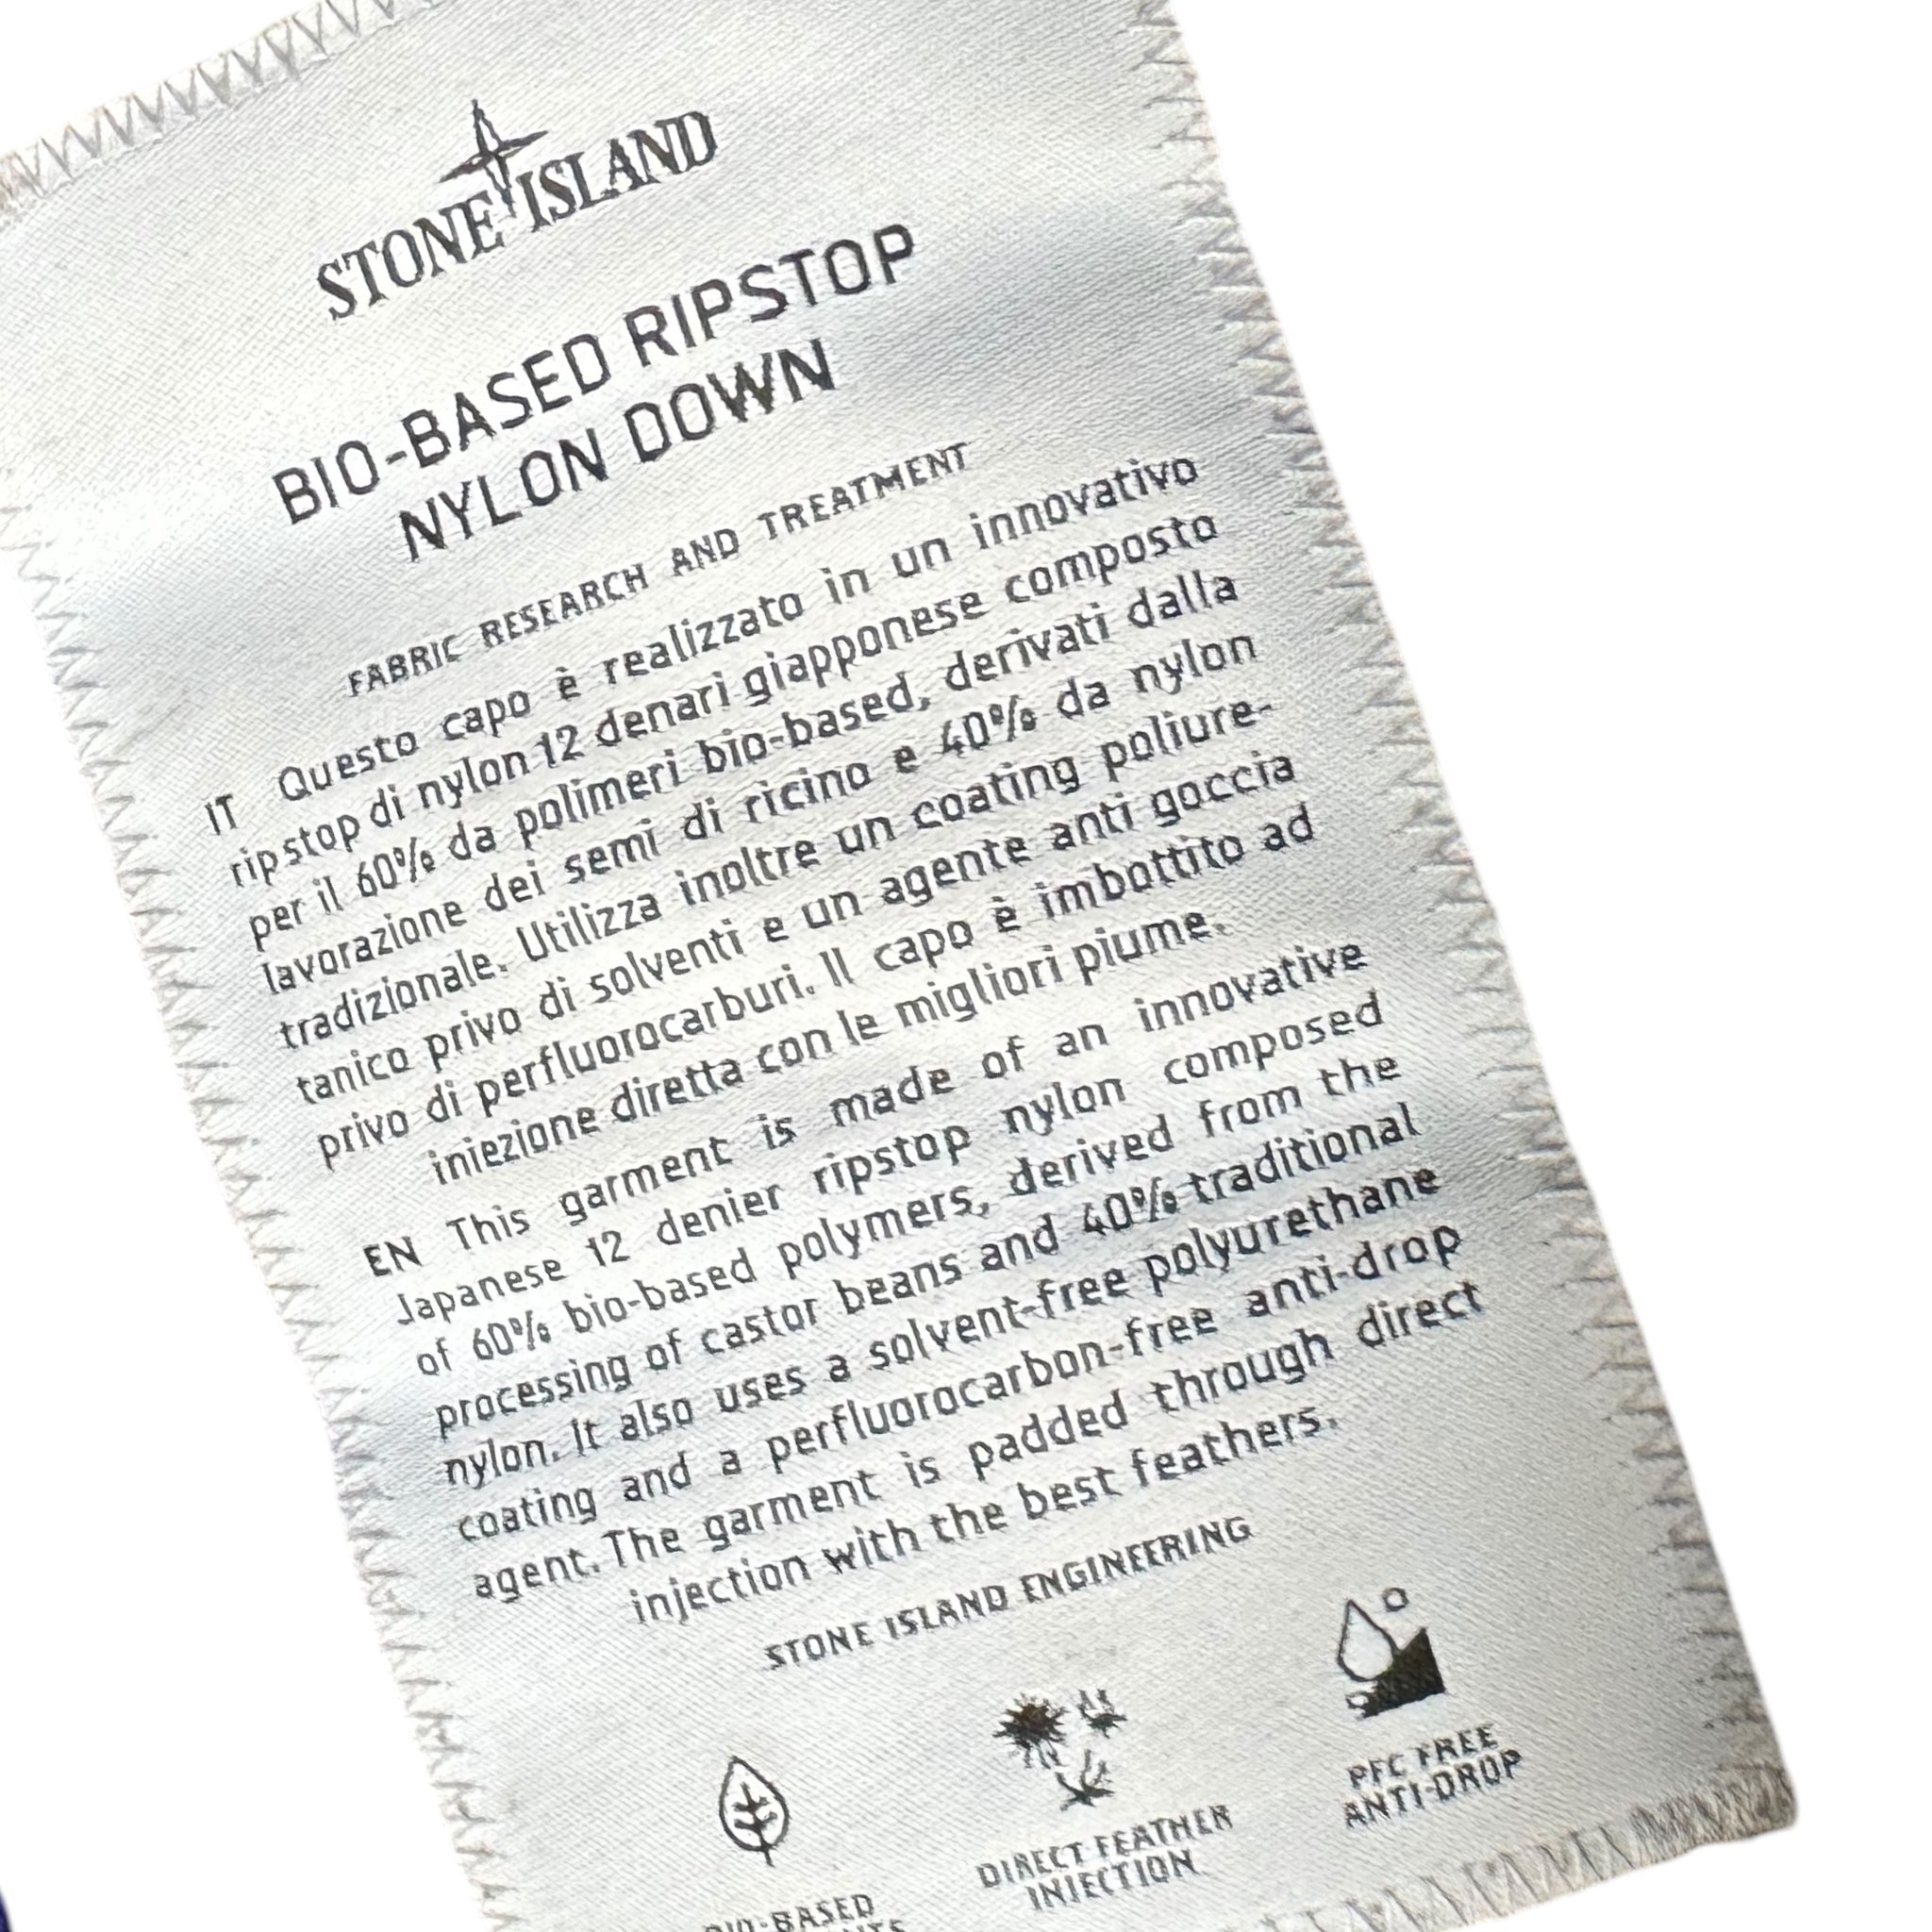 STONE ISLAND
BIO-BASED RIPSTOP
NYLON DOWN
FABRIC RESEARCH AND TREATMENT
IT Questo capo è realizzato in un innovativo
ripstop di nylon 12 denari giapponese composto
per il 60% da polimeri bio-based, derivati dalla
lavorazione dei semi di ricino e 40% da nylon
tradizionale. Utilizza inoltre un coating poliure-
tanico privo di solventi e un agente anti goccia
privo di perfluorocarburi. Il capo è imbottito ad
iniezione diretta con le migliori piume.
EN This garment is made of an innovative
Japanese 12 denier ripstop nylon composed
of 60% bio-based polymers, derived from the
processing of castor beans and 40% traditional
nylon. It also uses a solvent-free polyurethane
coating and a perfluorocarbon-free anti-drop
agent. The garment is padded through direct
injection with the best feathers.
STONE ISLAND ENGINEERING
PFC FREE
ANTI-DROP
DIRECT FEATHER
INJECTION
BIO-BASED